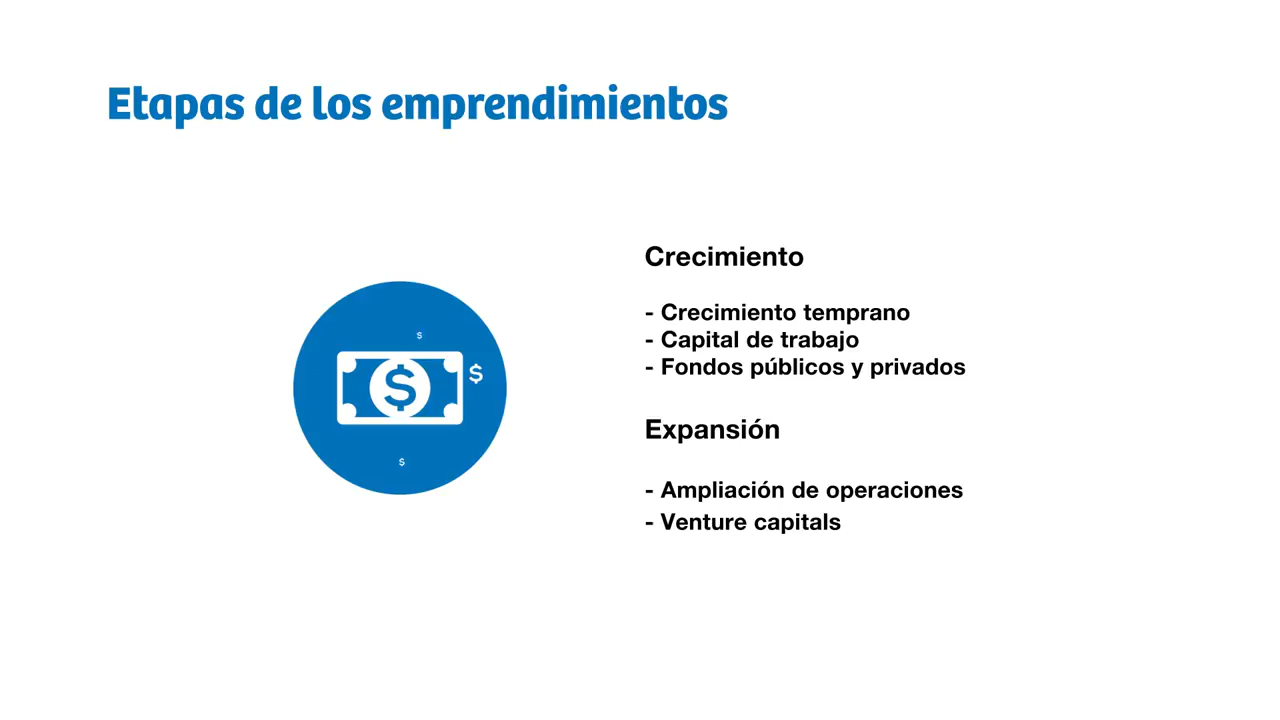 Etapas de los emprendimientos
Crecimiento
- Crecimiento temprano
- Capital de trabajo
- Fondos públicos y privados
Expansión
- Ampliación de operaciones
- Venture capitals
$
$
$
$